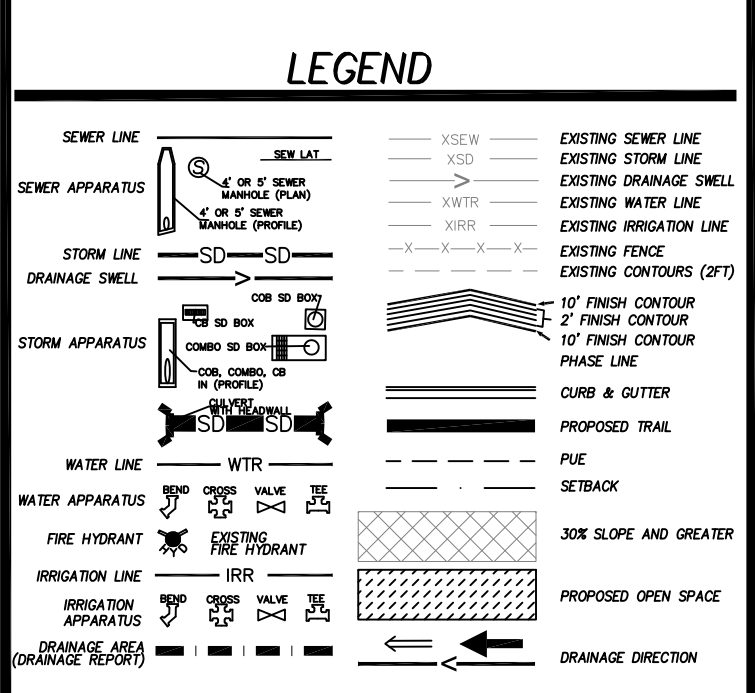 LEGEND
SEWER LINE
SEW LAT
S
SEWER APPARATUS
4' OR 5' SEWER
MANHOLE (PLAN)
4' OR 5' SEWER
MANHOLE (PROFILE)
STORM LINE
SD SD
DRAINAGE SWELL
>
COB SD BOX
CB SD BOX
STORM APPARATUS
COMBO SD BOX
COB, COMBO, CB
IN (PROFILE)
CULVERT
WITH HEADWALL
SD SD
WATER LINE
WTR
WATER APPARATUS
BEND CROSS VALVE TEE
FIRE HYDRANT
EXISTING
FIRE HYDRANT
IRRIGATION LINE
IRR
IRRIGATION
APPARATUS
BEND CROSS VALVE TEE
DRAINAGE AREA
(DRAINAGE REPORT)
XSEW EXISTING SEWER LINE
XSD EXISTING STORM LINE
> EXISTING DRAINAGE SWELL
XWTR EXISTING WATER LINE
XIRR EXISTING IRRIGATION LINE
X X X X EXISTING FENCE
EXISTING CONTOURS (2FT)
10' FINISH CONTOUR
2' FINISH CONTOUR
10' FINISH CONTOUR
PHASE LINE
CURB & GUTTER
PROPOSED TRAIL
PUE
SETBACK
30% SLOPE AND GREATER
PROPOSED OPEN SPACE
< DRAINAGE DIRECTION